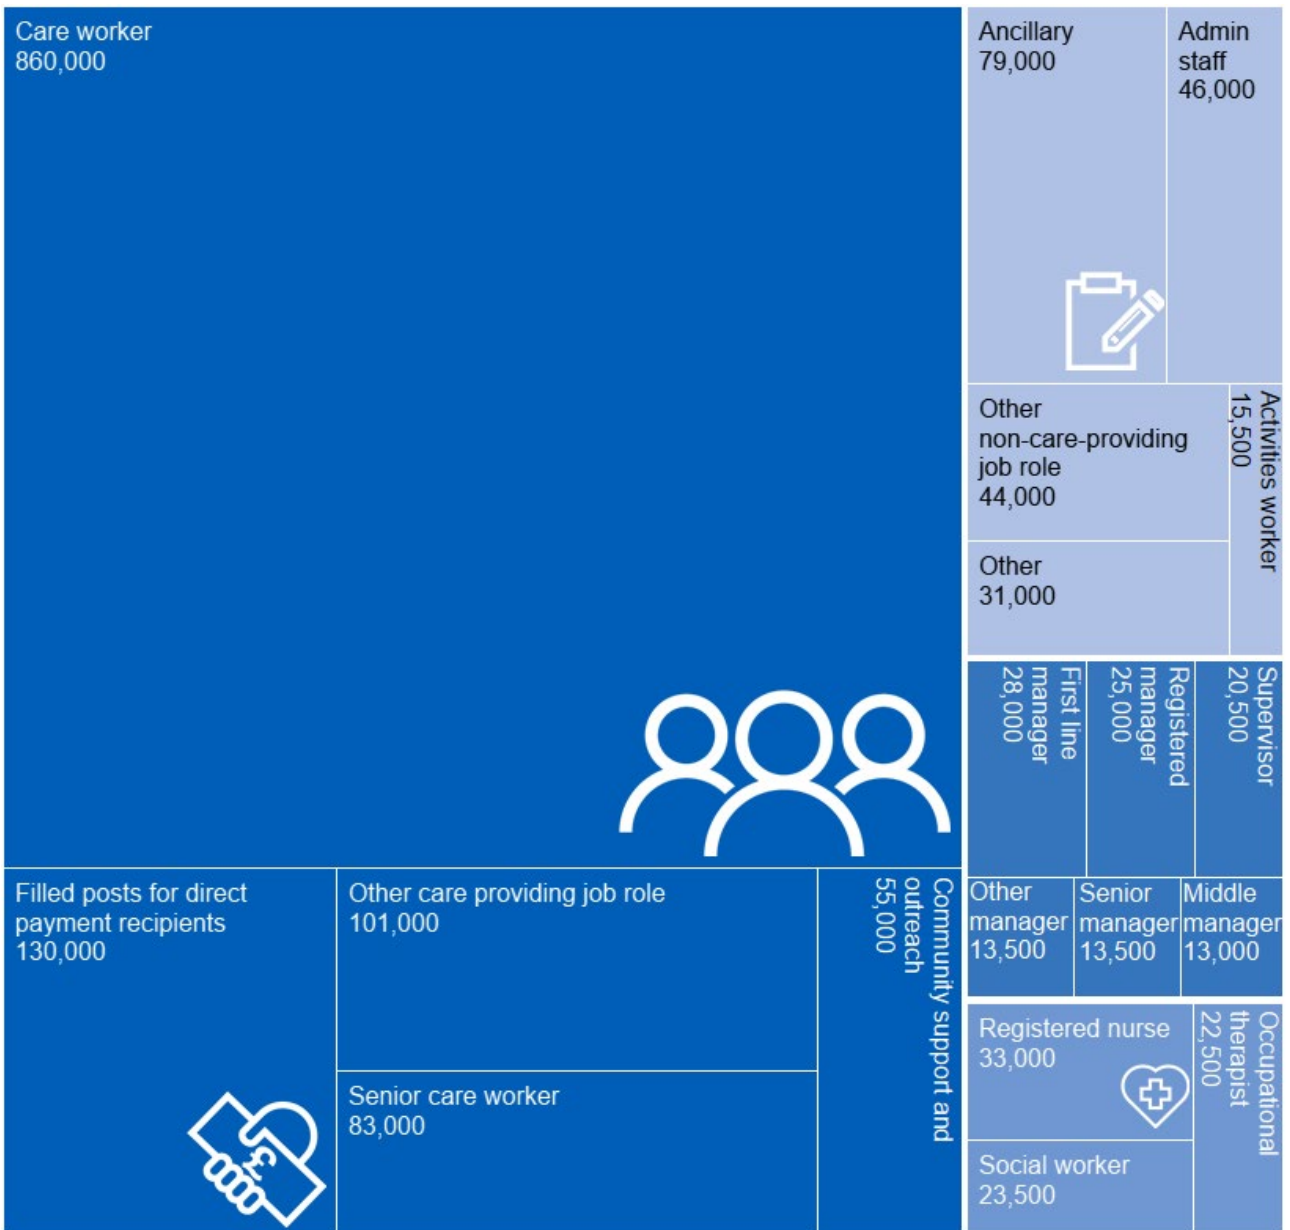 Care worker
860,000
Filled posts for direct
payment recipients
130,000
£
Other care providing job role
101,000
Senior care worker
83,000
Community support and
outreach
55,000
Ancillary
79,000
Admin
staff
46,000
Other
non-care-providing
job role
44,000
Other
31,000
Activities worker
15,500
First line
manager
28,000
Registered
manager
25,000
Supervisor
20,500
Other
manager
13,500
Senior
manager
13,500
Middle
manager
13,000
Registered nurse
33,000
Social worker
23,500
Occupational
therapist
22,500